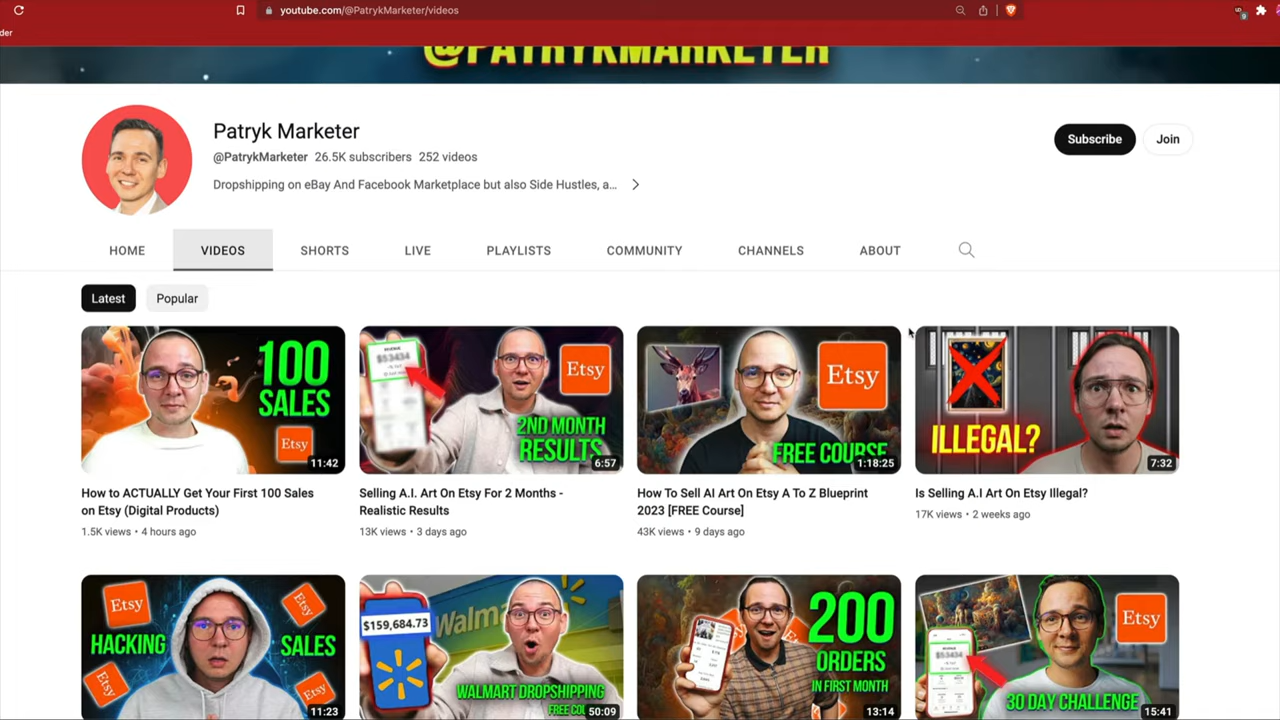 youtube.com/@PatrykMarketer/videos
der
@PATRYKMARKETER
Patryk Marketer
@PatrykMarketer 26.5K subscribers 252 videos
Dropshipping on eBay And Facebook Marketplace but also Side Hustles, a...
Subscribe
Join
HOME
VIDEOS
SHORTS
LIVE
PLAYLISTS
COMMUNITY
CHANNELS
ABOUT
Latest
Popular
100
SALES
Etsy
11:42
$53434
Etsy
2ND MONTH
RESULTS
6:57
Etsy
FREE COURSE
1:18:25
ILLEGAL?
7:32
How to ACTUALLY Get Your First 100 Sales
on Etsy (Digital Products)
1.5K views • 4 hours ago
Selling A.I. Art On Etsy For 2 Months -
Realistic Results
13K views • 3 days ago
How To Sell AI Art On Etsy A To Z Blueprint
2023 [FREE Course]
43K views • 9 days ago
Is Selling A.I Art On Etsy Illegal?
17K views • 2 weeks ago
Etsy
Etsy
HACKING
SALES
Etsy
Etsy
11:23
$159,684.73
Walm
WALMART DROPSHIPPING
FREE COU
50:09
200
ORDERS
IN FIRST MONTH
13:14
Etsy
$53434
30 DAY CHALLENGE
15:41